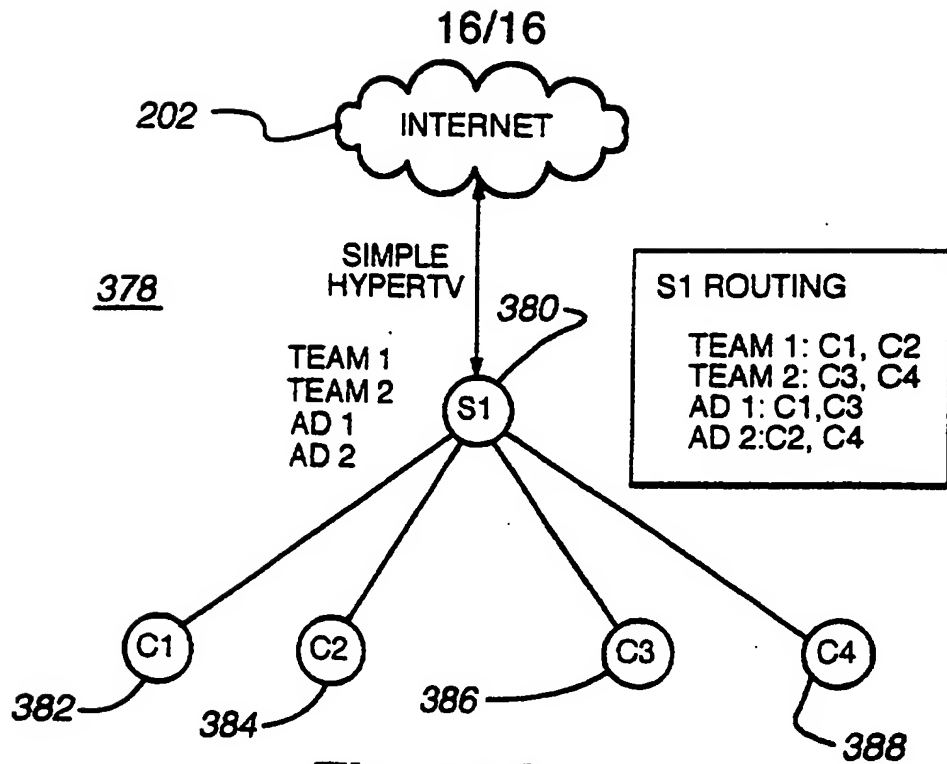 16/16
202
INTERNET
SIMPLE
HYPERTV
378
380
S1 ROUTING
TEAM 1: C1, C2
TEAM 2: C3, C4
AD 1: C1,C3
AD 2:C2, C4
TEAM 1
TEAM 2
AD 1
AD 2
S1
C1
C2
C3
C4
382
384
386
388